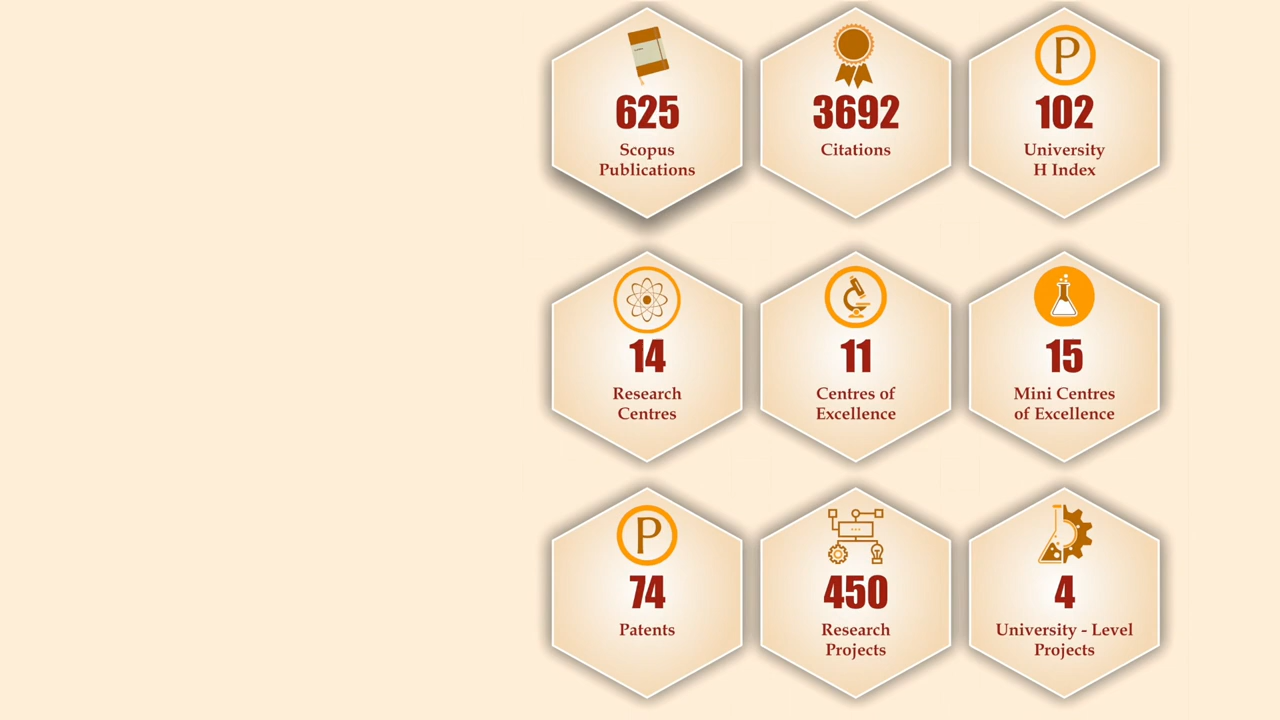 625
Scopus
Publications
3692
Citations
P
102
University
H Index
14
Research
Centres
11
Centres of
Excellence
15
Mini Centres
of Excellence
P
74
Patents
450
Research
Projects
4
University - Level
Projects